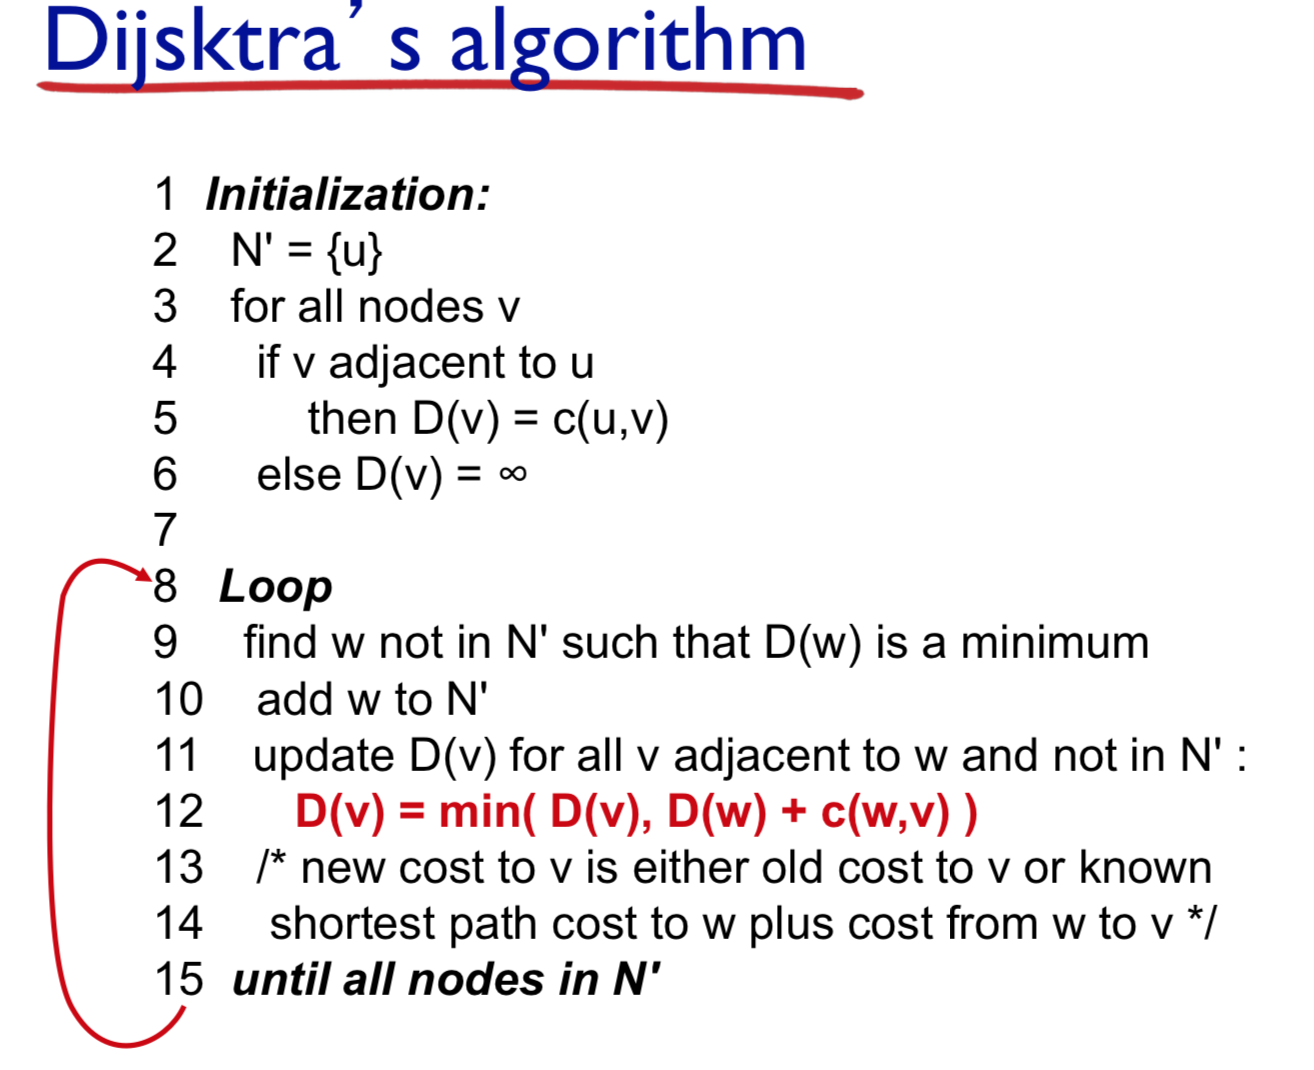 Dijsktra’s algorithm
1 Initialization:
2 N' = {u}
3 for all nodes v
4 if v adjacent to u
5 then D(v) = c(u,v)
6 else D(v) = ∞
7
8 Loop
9 find w not in N' such that D(w) is a minimum
10 add w to N'
11 update D(v) for all v adjacent to w and not in N' :
12 D(v) = min( D(v), D(w) + c(w,v) )
13 /* new cost to v is either old cost to v or known
14 shortest path cost to w plus cost from w to v */
15 until all nodes in N'